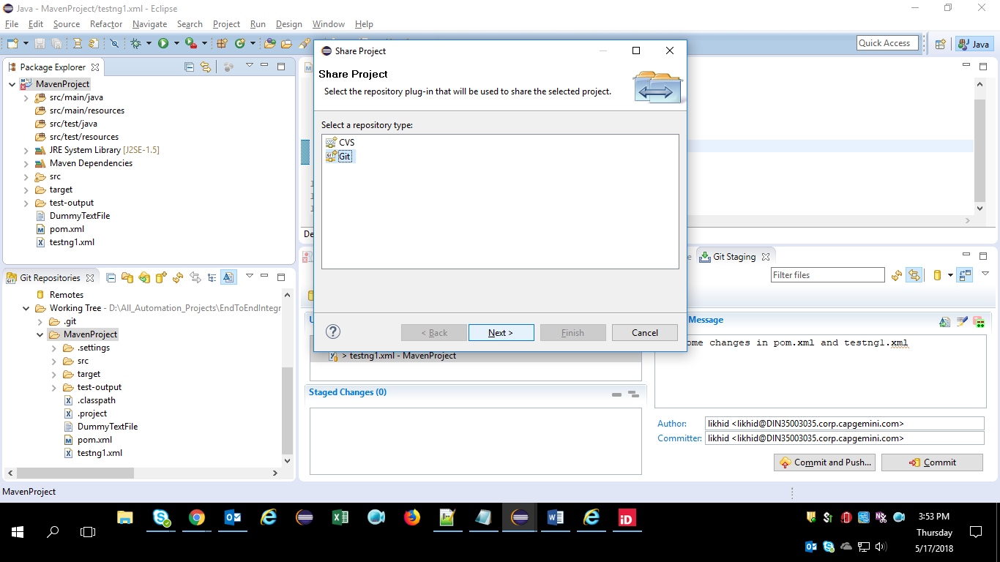 Java - MavenProject/testng1.xml - Eclipse
File Edit Source Refactor Navigate Search Project Run Design Window Help
Quick Access
Java
Package Explorer
MavenProject
src/main/java
src/main/resources
src/test/java
src/test/resources
JRE System Library [J2SE-1.5]
Maven Dependencies
src
target
test-output
DummyTextFile
pom.xml
testng1.xml
Share Project
Share Project
Select the repository plug-in that will be used to share the selected project.
Select a repository type:
CVS
Git
< Back
Next >
Finish
Cancel
De
Git Repositories
Remotes
Working Tree - D:\All_Automation_Projects\EndToEndIntegr
.git
MavenProject
.settings
src
target
test-output
.classpath
.project
DummyTextFile
pom.xml
testng1.xml
Git Staging
Filter files
> testng1.xml - MavenProject
Staged Changes (0)
Message
ome changes in pom.xml and testng1.xml
Author: likhid <likhid@DIN35003035.corp.capgemini.com>
Committer: likhid <likhid@DIN35003035.corp.capgemini.com>
Commit and Push...
Commit
MavenProject
3:53 PM
Thursday
5/17/2018